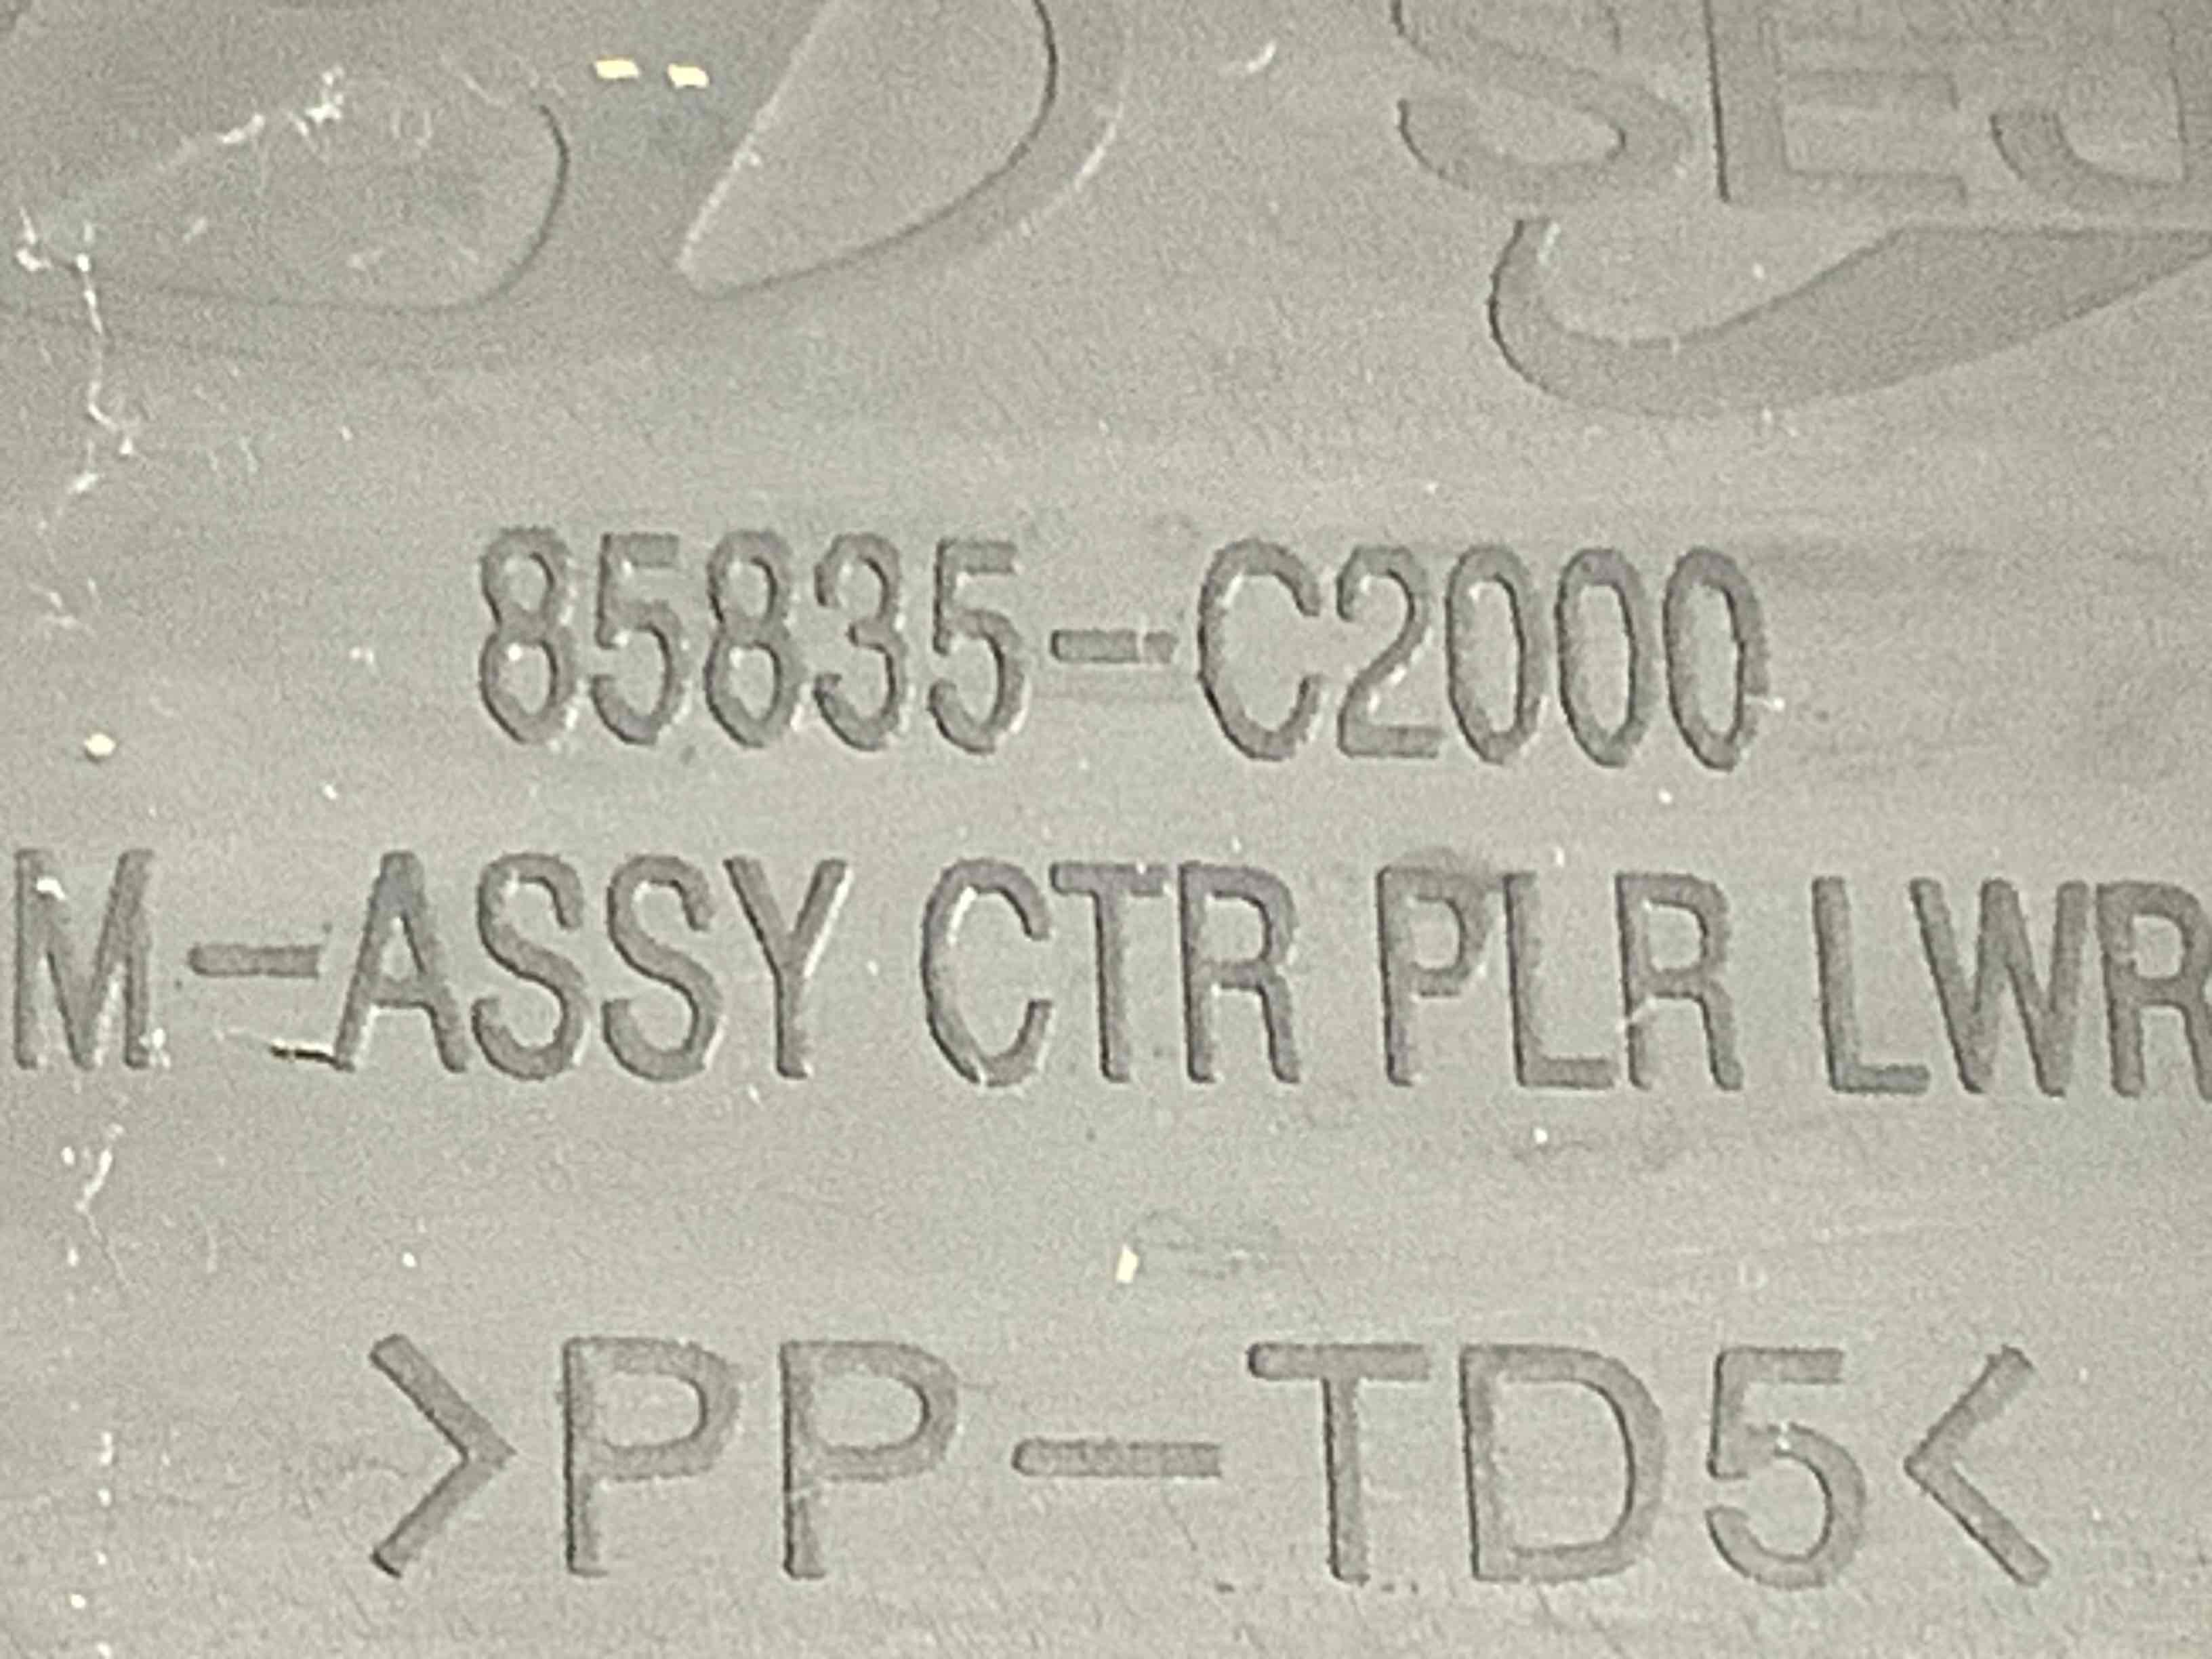 85835-C2000
M-ASSY CTR PLR LWR
>PP-TD5<